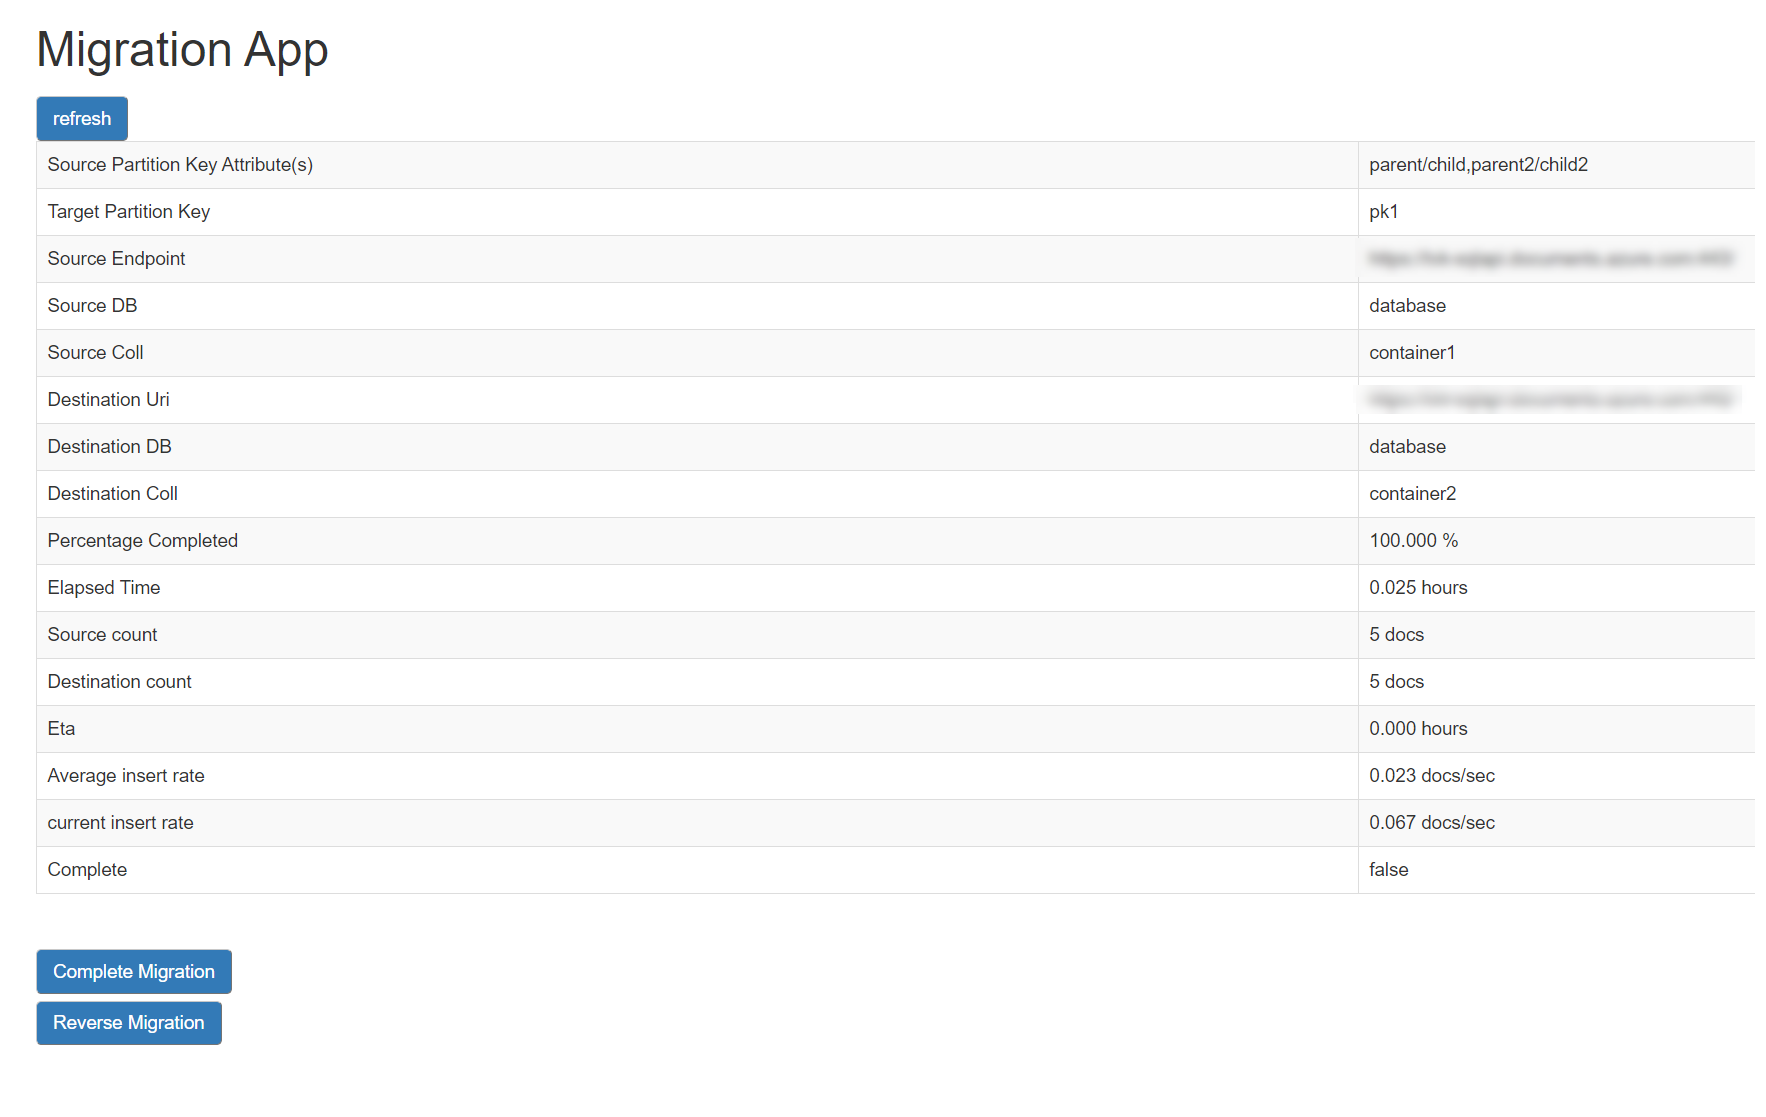 Migration App
refresh
Source Partition Key Attribute(s) parent/child,parent2/child2
Target Partition Key pk1
Source Endpoint
Source DB database
Source Coll container1
Destination Uri
Destination DB database
Destination Coll container2
Percentage Completed 100.000 %
Elapsed Time 0.025 hours
Source count 5 docs
Destination count 5 docs
Eta 0.000 hours
Average insert rate 0.023 docs/sec
current insert rate 0.067 docs/sec
Complete false
Complete Migration
Reverse Migration